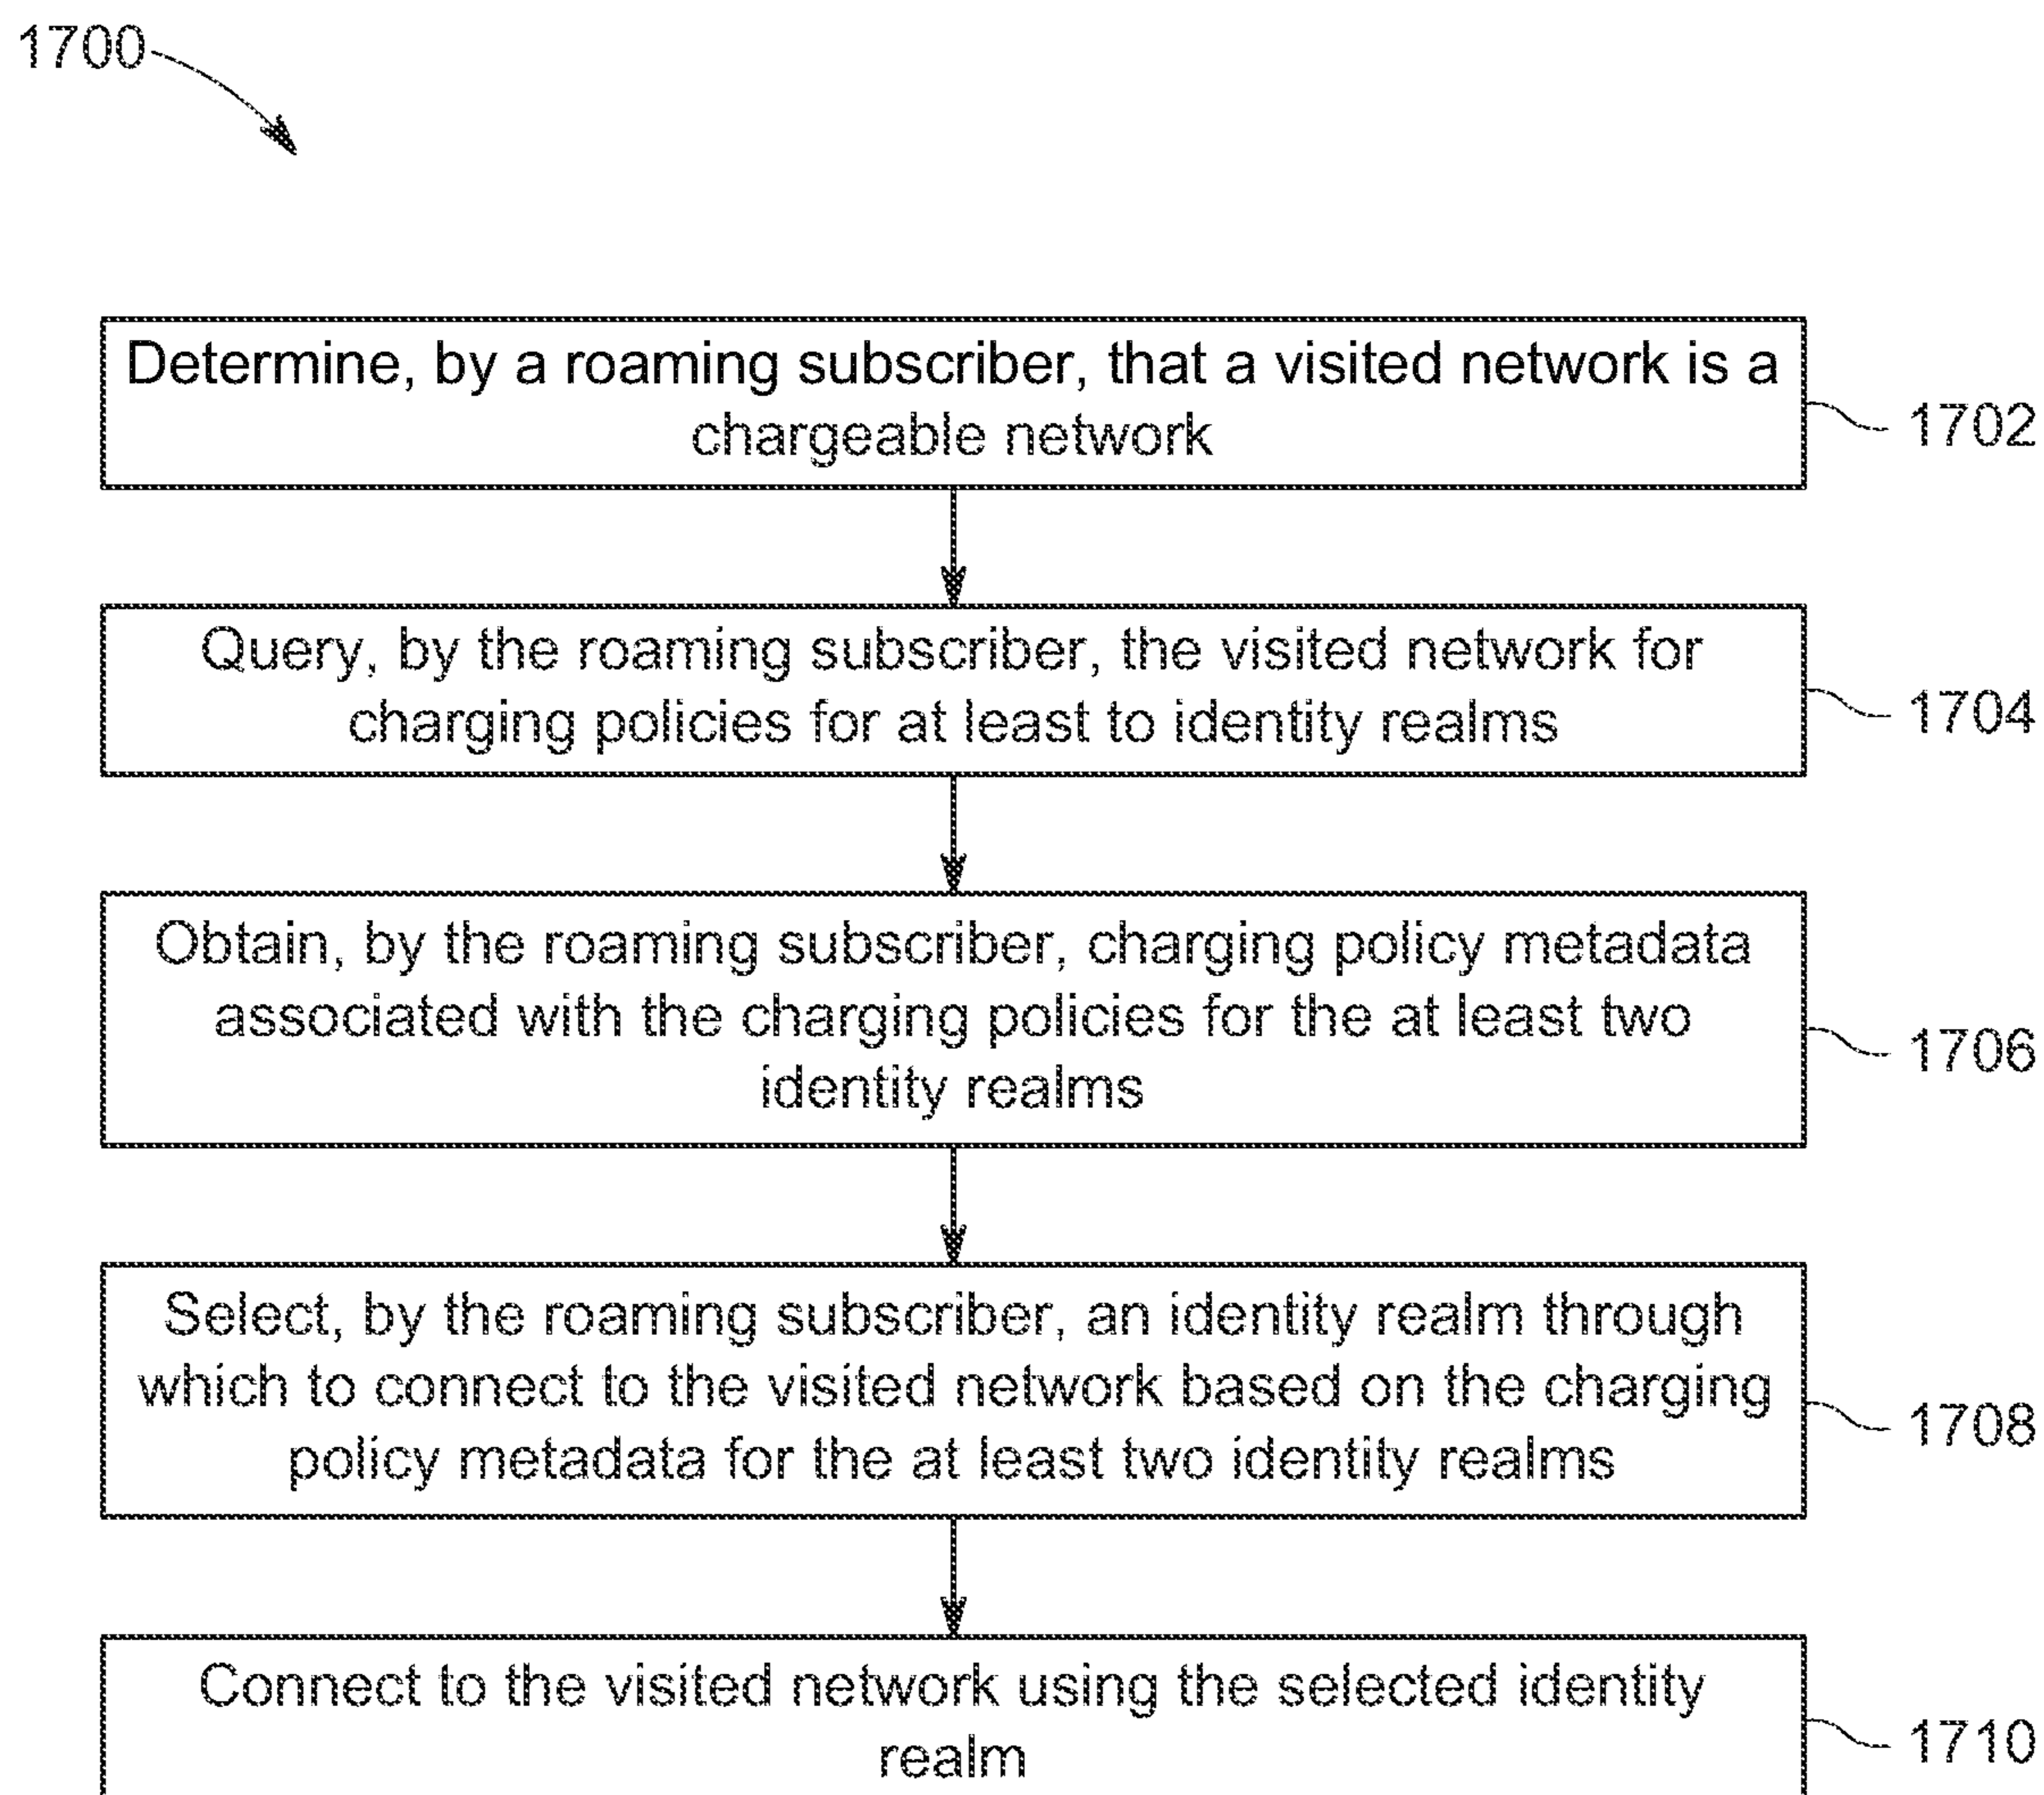 1700
Determine, by a roaming subscriber, that a visited network is a
chargeable network
1702
Query, by the roaming subscriber, the visited network for
charging policies for at least to identity realms
1704
Obtain, by the roaming subscriber, charging policy metadata
associated with the charging policies for the at least two
identity realms
1706
Select, by the roaming subscriber, an identity realm through
which to connect to the visited network based on the charging
policy metadata for the at least two identity realms
1708
Connect to the visited network using the selected identity
realm
1710